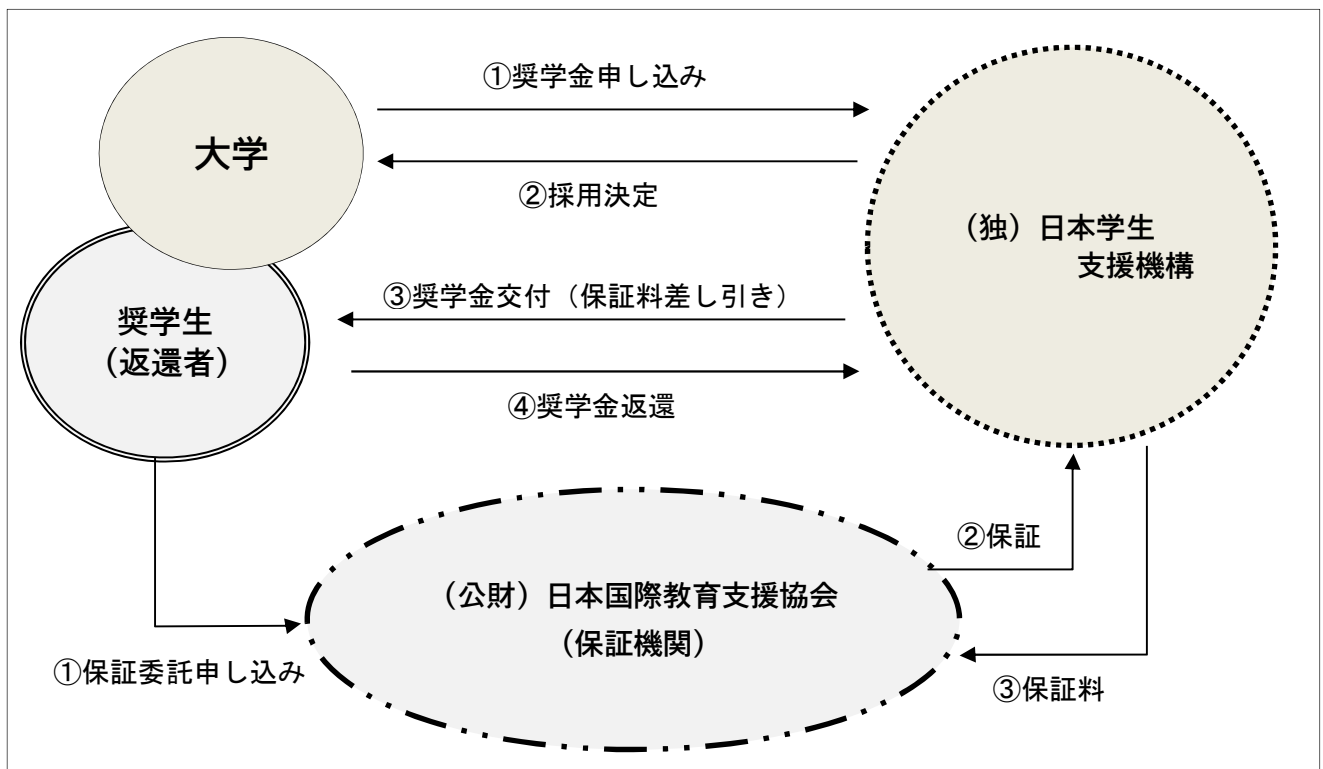 ①奨学金申し込み
大学
②採用決定
（独）日本学生
支援機構
③奨学金交付（保証料差し引き）
奨学生
（返還者）
④奨学金返還
②保証
（公財）日本国際教育支援協会
（保証機関）
①保証委託申し込み
③保証料